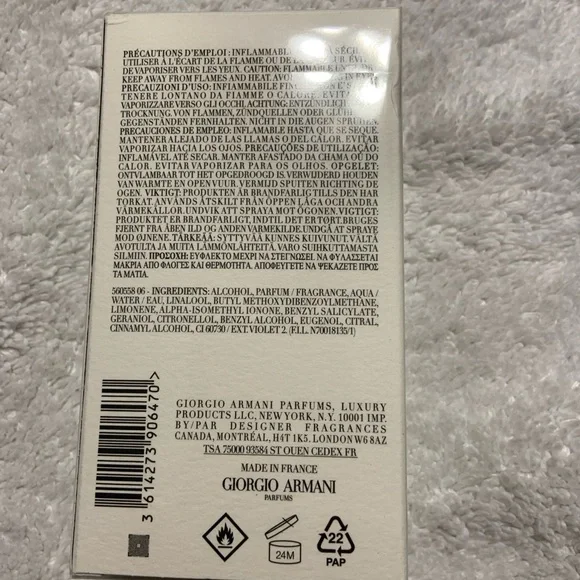 PRÉCAUTIONS D'EMPLOI : INFLAMMABLE SÉCH
UTILISER À L'ÉCART DE LA FLAMME OU DE
DE VAPORISER VERS LES YEUX. CAUTION: FLAMMABLE
KEEP AWAY FROM FLAMES AND HEAT. AVOI
PRECAUZIONI D'USO: INFIAMMABILE FIN
TENERE LONTANO DA FIAMME O CALORE. EVITA
VAPORIZZARE VERSO GLI OCCHI. ACHTUNG: ENTZÜNDLICH
TROCKNUNG. VON FLAMMEN, ZÜNDQUELLEN ODER GLÜH
GEGENSTÄNDEN FERNHALTEN. NICHT IN DIE AUGEN SPRÜHEN.
PRECAUCIONES DE EMPLEO: INFLAMABLE HASTA QUE SE SEQUE.
MANTENER ALEJADO DE LAS LLAMAS O DEL CALOR. EVITAR
VAPORIZAR HACIA LOS OJOS. PRECAUÇÕES DE UTILIZAÇÃO:
INFLAMÁVEL ATÉ SECAR. MANTER AFASTADO DA CHAMA OU DO
CALOR. EVITAR VAPORIZAR PARA OS OLHOS. OPGELET:
ONTVLAMBAAR TOT HET OPGEDROOGD IS. VERWIJDERD HOUDEN
VAN WARMTE EN OPEN VUUR. VERMIJD SPUITEN RICHTING DE
OGEN. VIKTIGT: PRODUKTEN ÄR BRANDFARLIG TILLS DEN HAR
TORKAT. ANVÄNDS ÅTSKILT FRÅN ÖPPEN LÅGA OCH ANDRA
VÄRMEKÄLLOR. UNDVIK ATT SPRAYA MOT ÖGONEN. VIGTIGT:
PRODUKTET ER BRANDFARLIGT, INDTIL DET ER TØRT. BRUGES
FJERNT FRA ÅBEN ILD OG ANDEN VARMEKILDE. UNDGÅ AT SPRAYE
MOD ØJNENE. TÄRKEÄÄ: SYTTYVÄÄ KUNNES KUIVUNUT. VÄLTÄ
AVOTULTA JA MUITA LÄMMÖNLÄHTEITÄ. VARO SUIHKUTTAMASTA
SILMIIN. ΠΡΟΣΟΧΗ: ΕΥΦΛΕΚΤΟ ΜΕΧΡΙ ΝΑ ΣΤΕΓΝΩΣΕΙ. ΝΑ ΦΥΛΑΣΣΕΤΑΙ
ΜΑΚΡΙΑ ΑΠΟ ΦΛΟΓΕΣ ΚΑΙ ΘΕΡΜΟΤΗΤΑ. ΑΠΟΦΕΥΓΕΤΕ ΝΑ ΨΕΚΑΖΕΤΕ ΠΡΟΣ
ΤΑ ΜΑΤΙΑ.
560558 06 - INGREDIENTS: ALCOHOL, PARFUM / FRAGRANCE, AQUA /
WATER / EAU, LINALOOL, BUTYL METHOXYDIBENZOYLMETHANE,
LIMONENE, ALPHA-ISOMETHYL IONONE, BENZYL SALICYLATE,
GERANIOL, CITRONELLOL, BENZYL ALCOHOL, EUGENOL, CITRAL,
CINNAMYL ALCOHOL, CI 60730 / EXT. VIOLET 2. (F.I.L. N70018135/1)
GIORGIO ARMANI PARFUMS, LUXURY
PRODUCTS LLC, NEW YORK, N.Y. 10001 IMP.
BY/PAR DESIGNER FRAGRANCES
CANADA, MONTRÉAL, H4T 1K5. LONDON W6 8AZ
TSA 75000 93584 ST OUEN CEDEX FR
MADE IN FRANCE
GIORGIO ARMANI
PARFUMS
3 614273 906470 >
24M
22
PAP